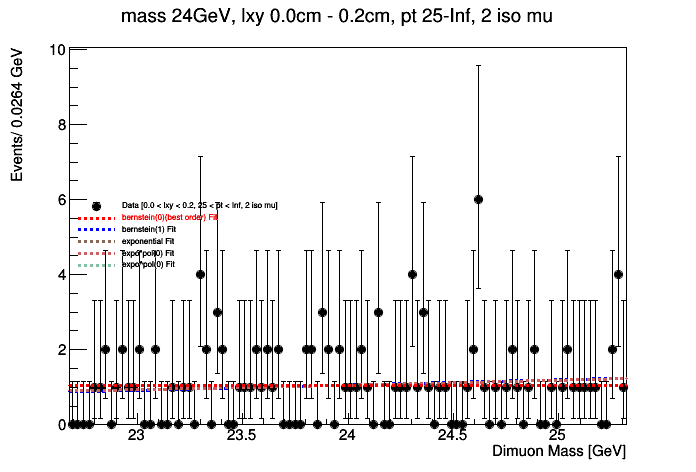 mass 24GeV, lxy 0.0cm - 0.2cm, pt 25-Inf, 2 iso mu
Events/ 0.0264 GeV
10
8
6
4
2
0
Data [0.0 < lxy < 0.2, 25 < pt < Inf, 2 iso mu]
bernstein(0)(best order) Fit
bernstein(1) Fit
exponential Fit
expo*pol(0) Fit
expo*pol(0) Fit
23
23.5
24
24.5
25
Dimuon Mass [GeV]